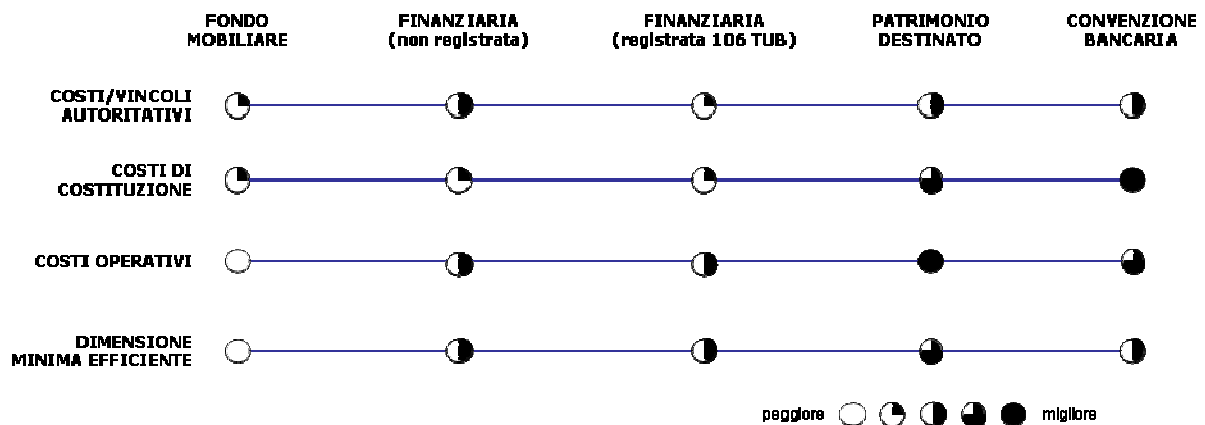 FONDO
MOBILIARE
FINANZIARIA
(non registrata)
FINANZIARIA
(registrata 106 TUB)
PATRIMONIO
DESTINATO
CONVENZIONE
BANCARIA
COSTI/VINCOLI
AUTORITATIVI
COSTI DI
COSTITUZIONE
COSTI OPERATIVI
DIMENSIONE
MINIMA EFFICIENTE
peggiore
migliore